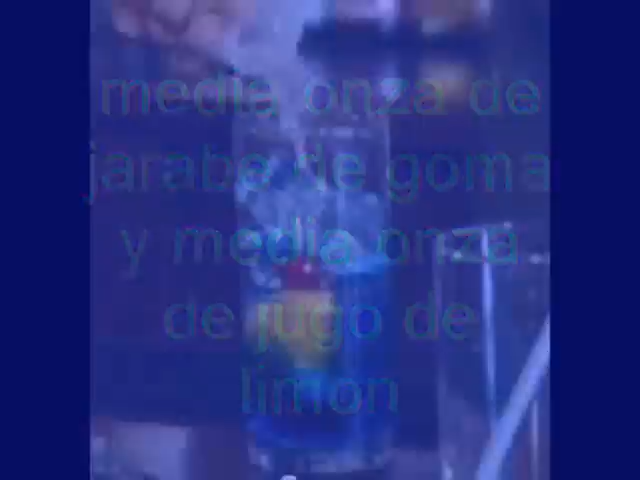 media onza de
jarabe de goma
y media onza
de jugo de
limon